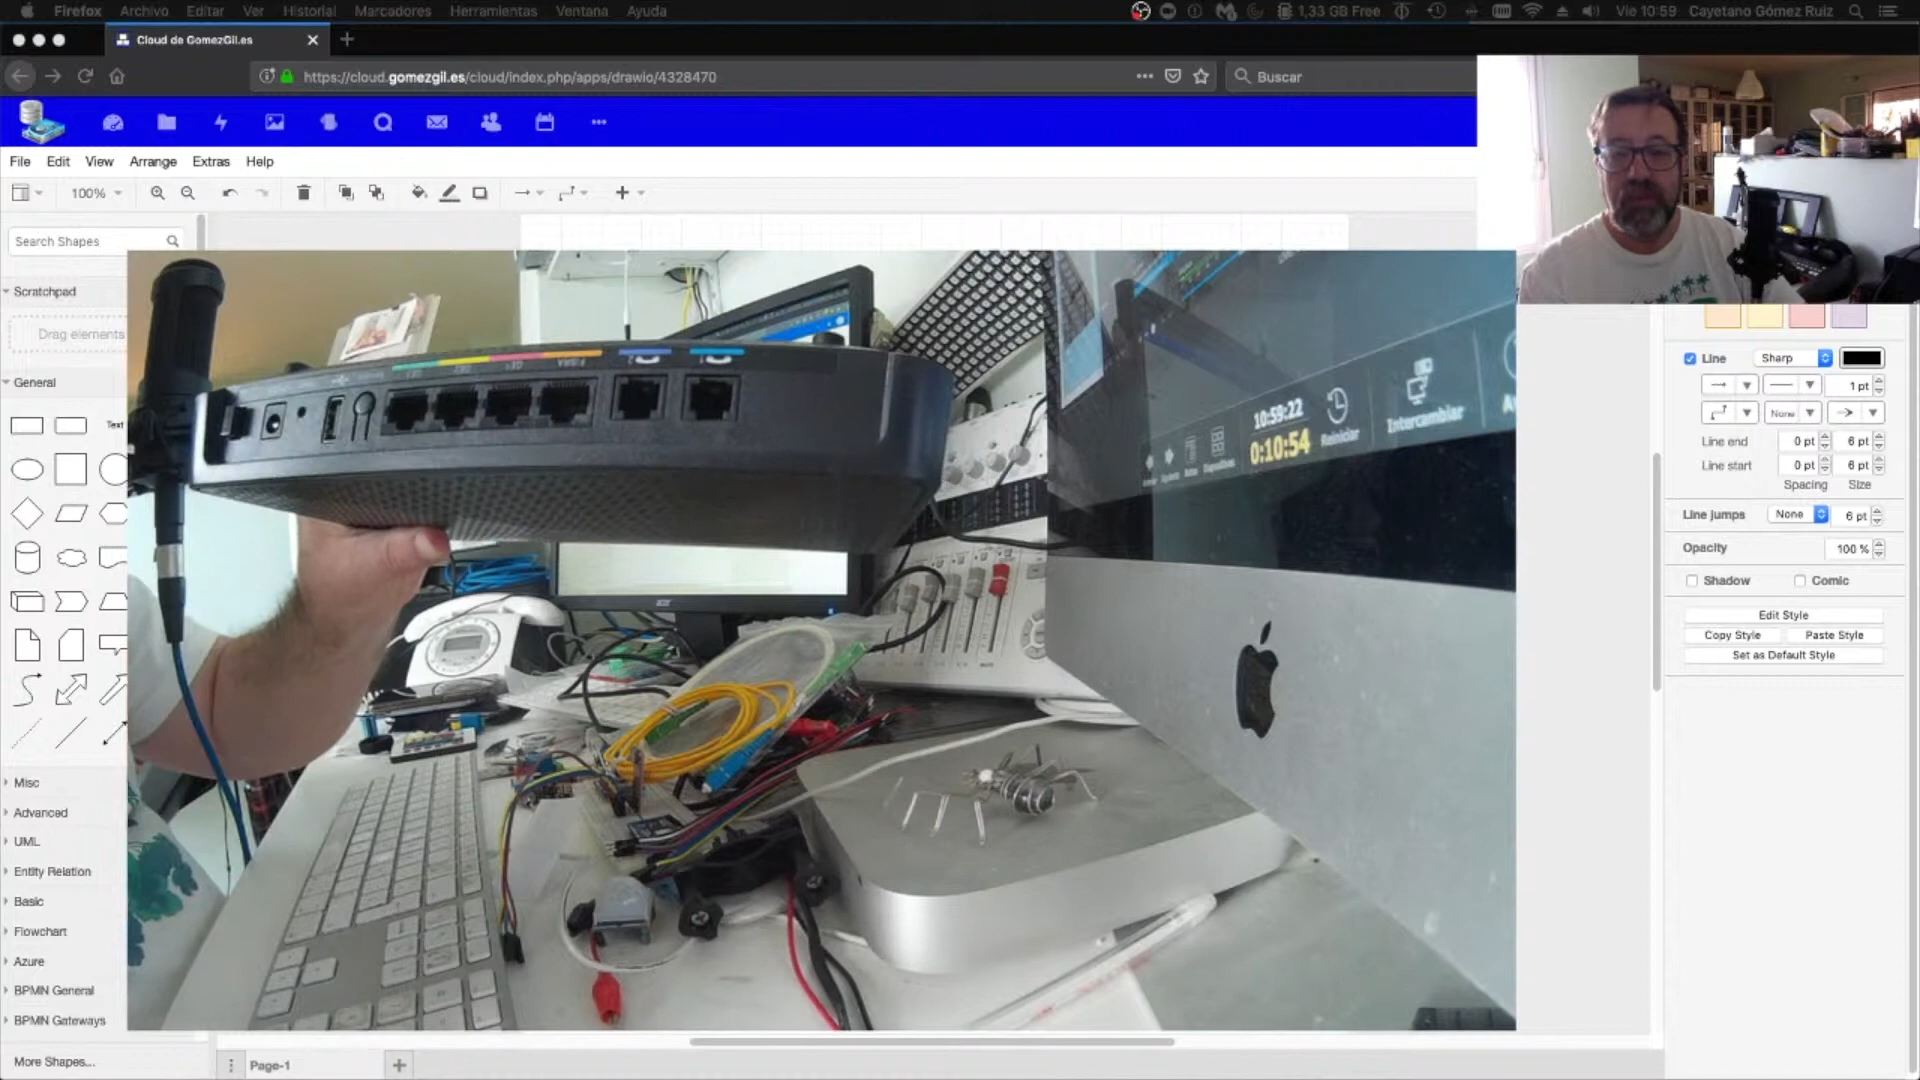 Firefox Archivo Editar Ver Historial Marcadores Herramientas Ventana Ayuda 1,33 GB Free Vie 10:59 Cayetano Gómez Ruiz
Cloud de GomezGil.es
https://cloud.gomezgil.es/cloud/index.php/apps/drawio/4328470
Buscar
File Edit View Arrange Extras Help
100%
Search Shapes
Scratchpad
Drag elements
General
Text
Misc
Advanced
UML
Entity Relation
Basic
Flowchart
Azure
BPMN General
BPMN Gateways
More Shapes...
Page-1
10:59:22
0:10:54
Reiniciar
Intercambiar
acer
Line Sharp
1 pt
None
Line end 0 pt 6 pt
Line start 0 pt 6 pt
Spacing Size
Line jumps None 6 pt
Opacity 100 %
Shadow Comic
Edit Style
Copy Style Paste Style
Set as Default Style